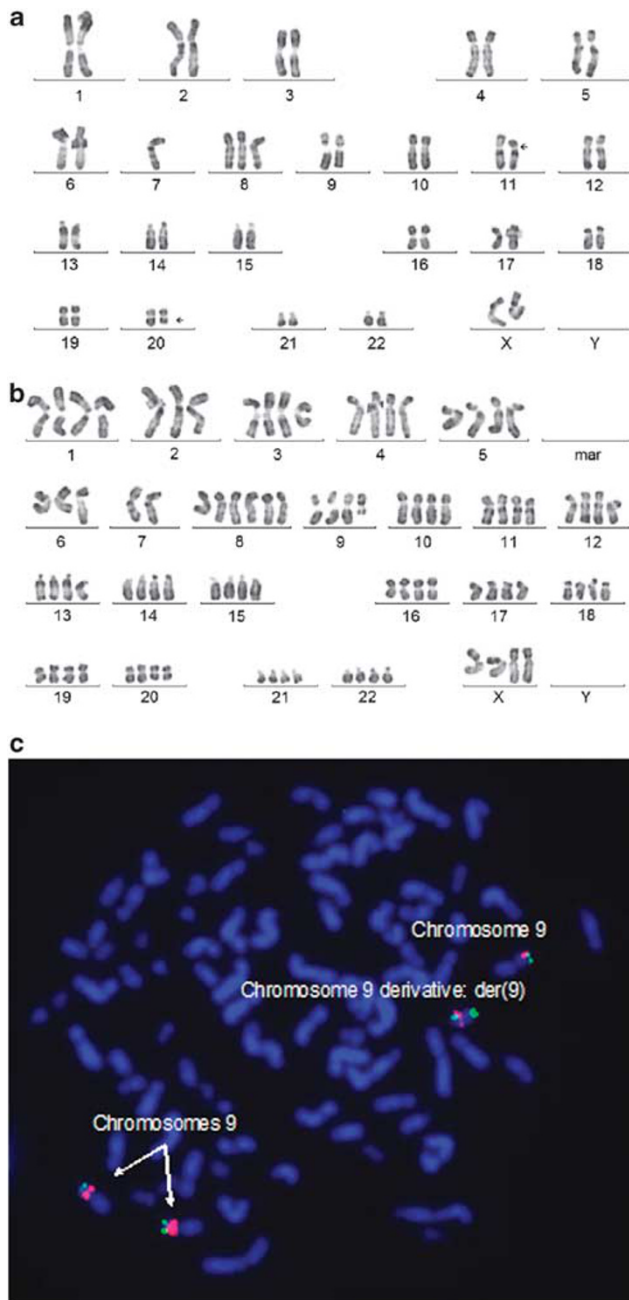 a
1 2 3 4 5
6 7 8 9 10 11 12
13 14 15 16 17 18
19 20 21 22 X Y
b
1 2 3 4 5 mar
6 7 8 9 10 11 12
13 14 15 16 17 18
19 20 21 22 X Y
c
Chromosome 9
Chromosome 9 derivative: der(9)
Chromosomes 9